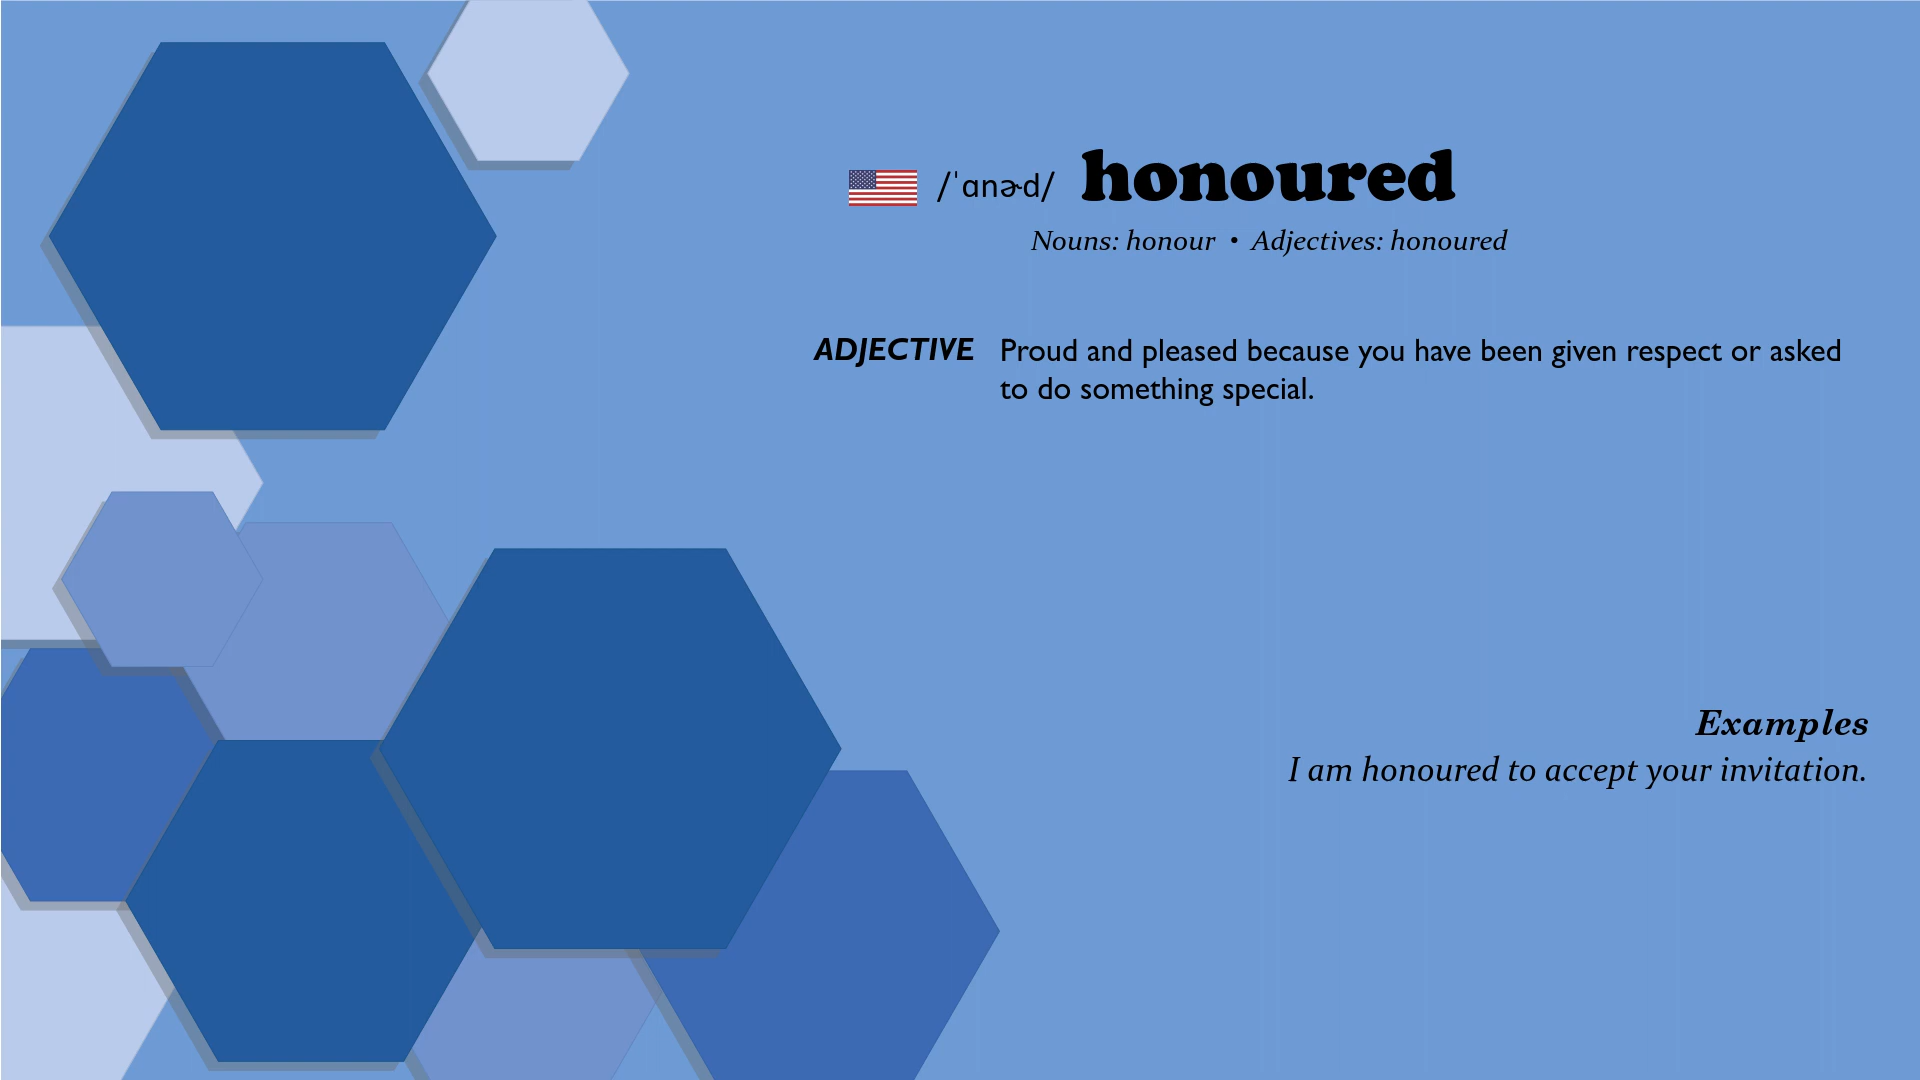 /ˈɑnɚd/ honoured
Nouns: honour • Adjectives: honoured
ADJECTIVE Proud and pleased because you have been given respect or asked
to do something special.
Examples
I am honoured to accept your invitation.